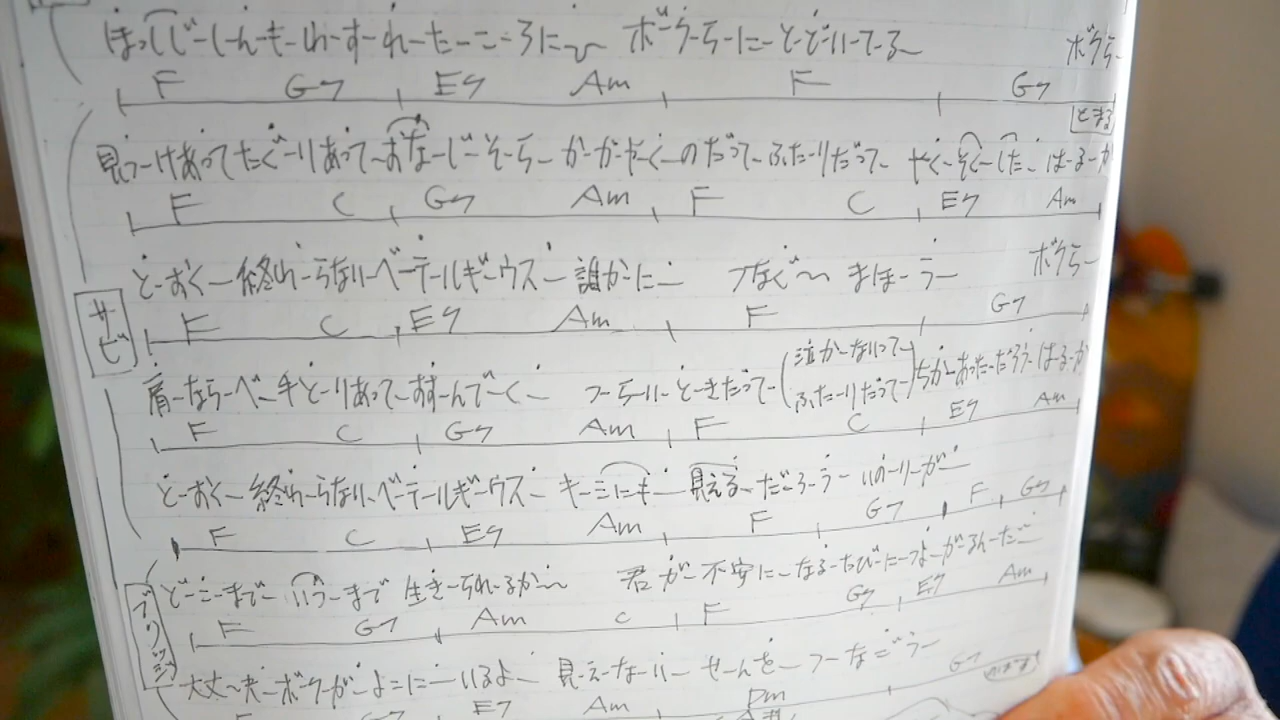 ほっしーしーんーもーわーすーれーたーこーろに〜 ボークーらーにーとどいーてーる〜 ボクら
F G7 E7 Am F G7
とまる
見つーけあってたぐーりあってーおなーじーそーらー かーがーやくーのだってーふたーりだってー やくーそくーした、はーるーか
F C G7 Am F C E7 Am
とーおくー終わーらないーベーテールギーウスー誰かにー つなぐ〜 まほーうー ボクらー
サビ
F C E7 Am F G7
肩ーならーべー手とーりあってーすすーんでーくー つーらーいーときだってー
泣かーないってー
ふたーりだってー
ちかーあったーだろうーはーるーか
F C G7 Am F C E7 Am
とーおくー終わーらないーベーテールギーウスーキーミにもー 見える、だーろーうーいのーりーがー
F C E7 Am F G7 F G7
ブリッジ
どーこーまでーいつーまで 生きーられーるか〜 君がー不安にーなるーたびーにーつよーがーるんーだー
F G7 Am C F G7 E7 Am
大丈〜夫ーボークがーよこにーいるよー 見ーえーないーせーんをーつーなごうー
F G7 E7 Am Dm G7